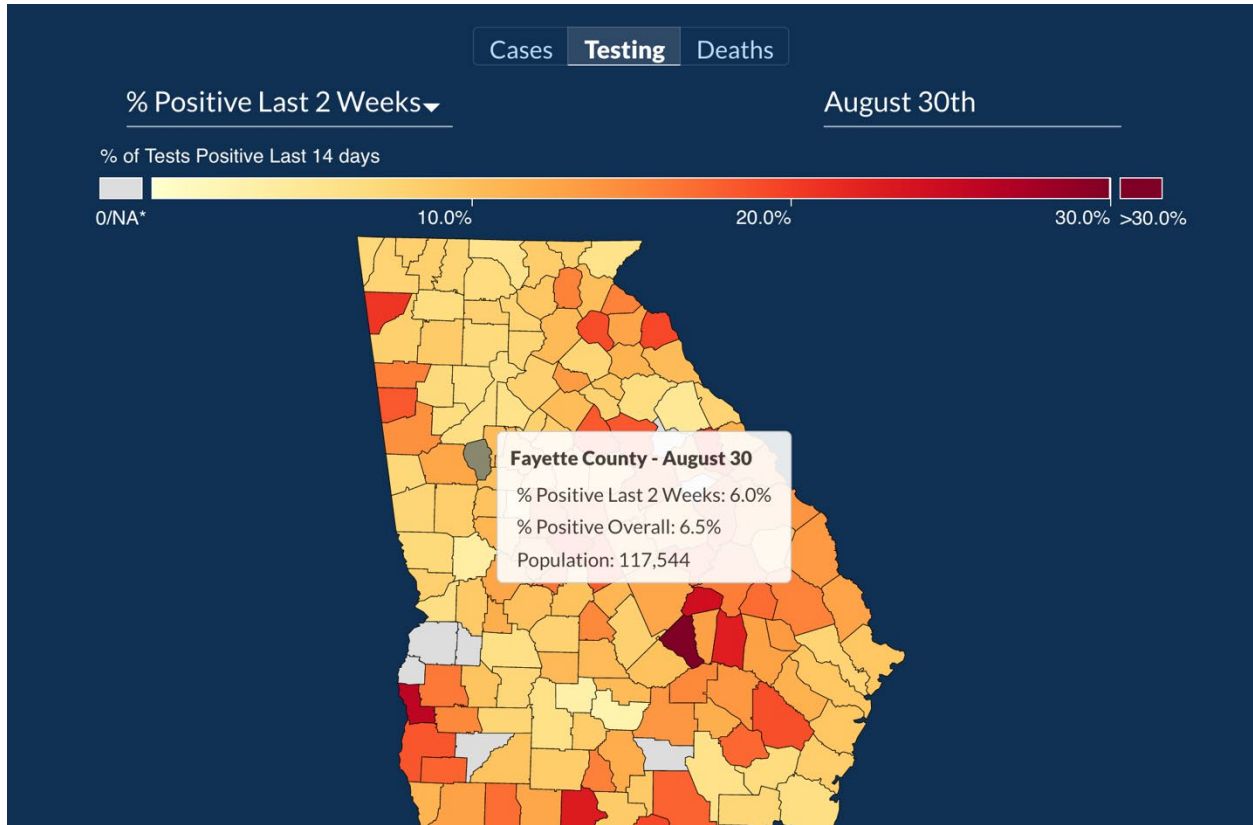 Cases Testing Deaths
% Positive Last 2 Weeks August 30th
% of Tests Positive Last 14 days
0/NA* 10.0% 20.0% 30.0% >30.0%
Fayette County - August 30
% Positive Last 2 Weeks: 6.0%
% Positive Overall: 6.5%
Population: 117,544